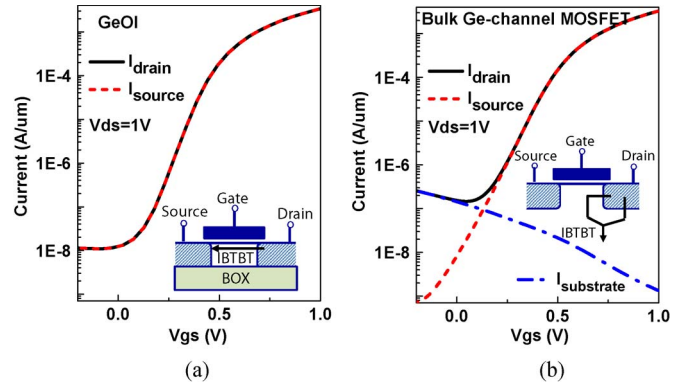 GeOI
I_drain
I_source
Vds=1V
Current (A/um)
1E-4
1E-6
1E-8
0.0
0.5
1.0
Vgs (V)
Source
Gate
Drain
IBTBT
BOX
(a)
Bulk Ge-channel MOSFET
I_drain
I_source
Vds=1V
Current (A/um)
1E-4
1E-6
1E-8
0.0
0.5
1.0
Vgs (V)
Source
Gate
Drain
IBTBT
I_substrate
(b)